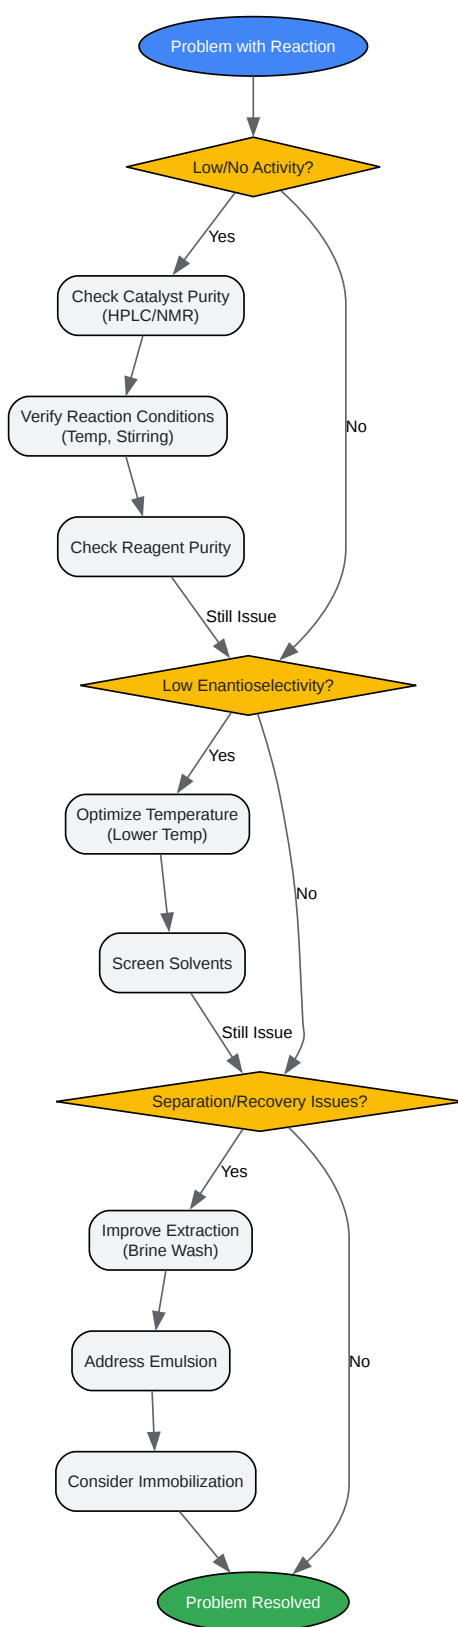 Problem with Reaction
Low/No Activity?
Yes
Check Catalyst Purity
(HPLC/NMR)
Verify Reaction Conditions
(Temp, Stirring)
No
Check Reagent Purity
Still Issue
Low Enantioselectivity?
Yes
Optimize Temperature
(Lower Temp)
No
Screen Solvents
Still Issue
Separation/Recovery Issues?
Yes
Improve Extraction
(Brine Wash)
Address Emulsion
No
Consider Immobilization
Problem Resolved